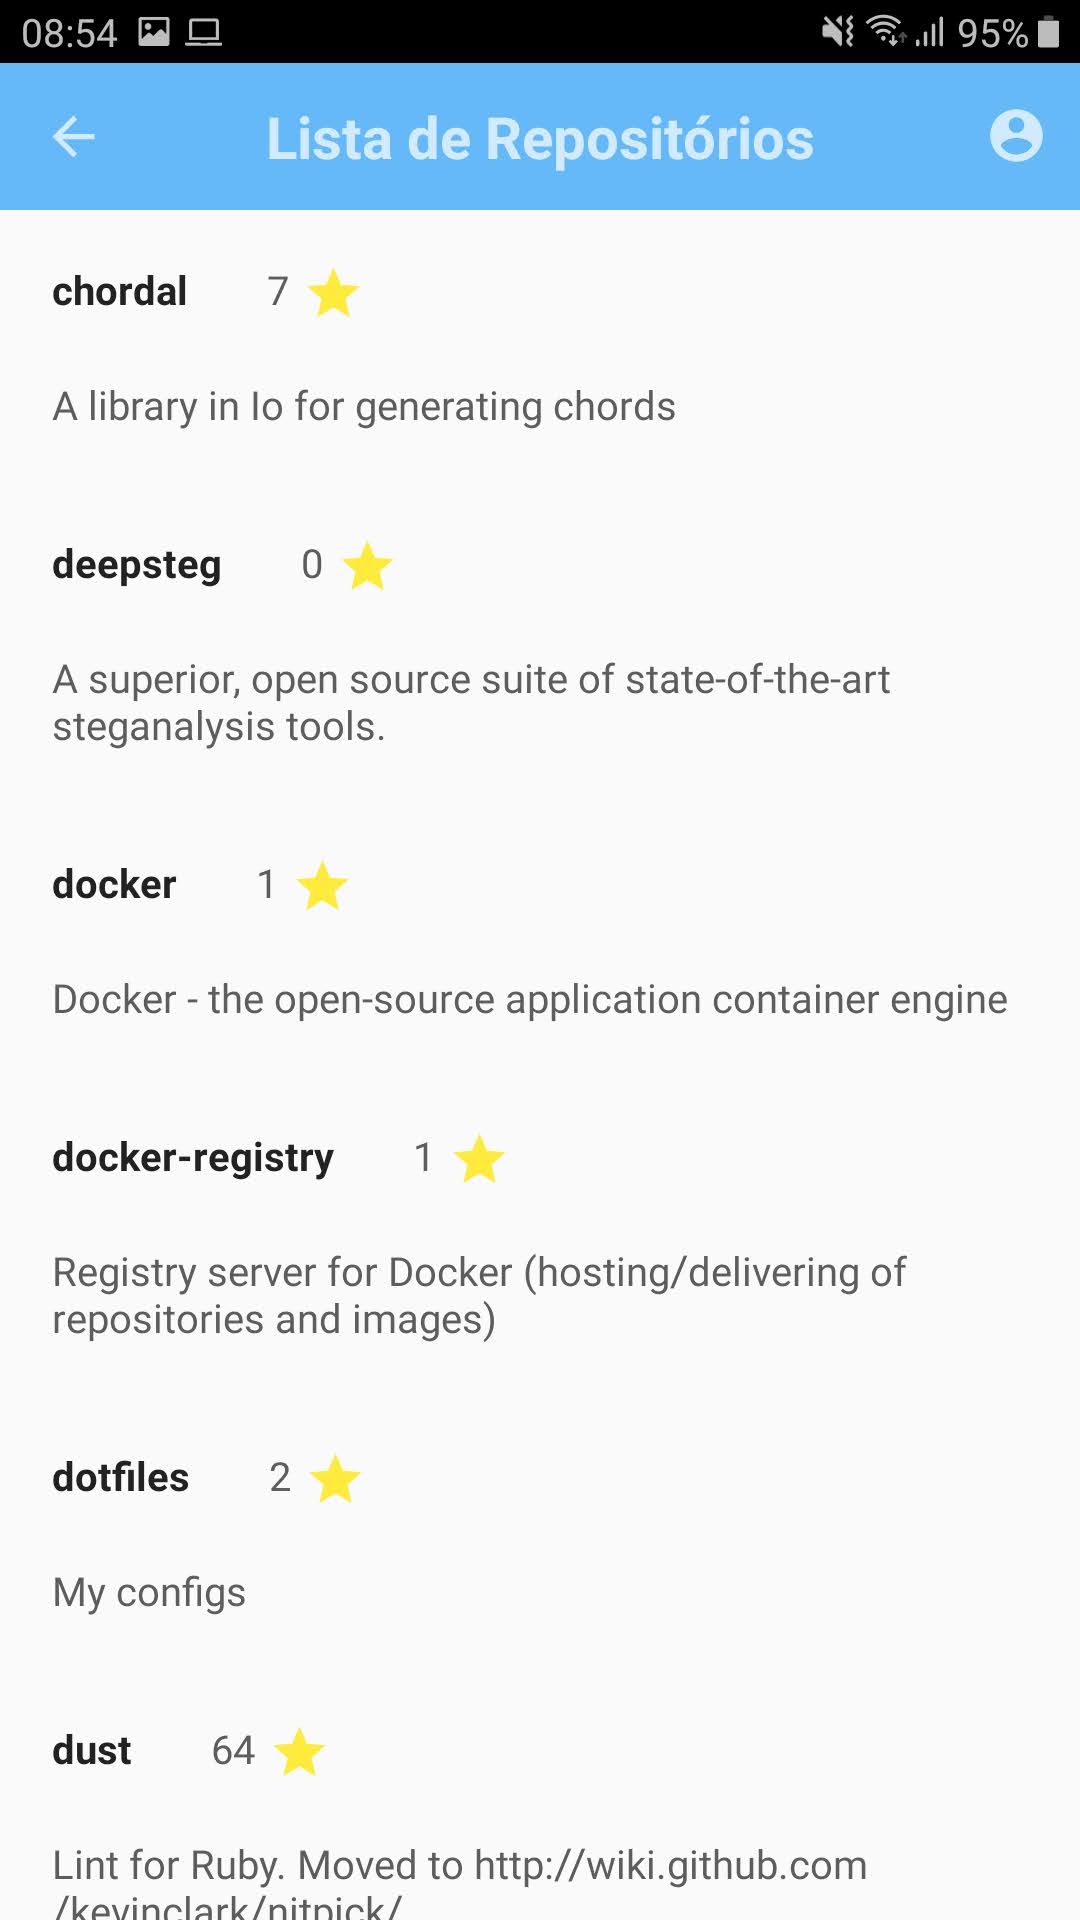 08:54
95%
Lista de Repositórios
chordal 7
A library in Io for generating chords
deepsteg 0
A superior, open source suite of state-of-the-art
steganalysis tools.
docker 1
Docker - the open-source application container engine
docker-registry 1
Registry server for Docker (hosting/delivering of
repositories and images)
dotfiles 2
My configs
dust 64
Lint for Ruby. Moved to http://wiki.github.com
/kevinclark/nitpick/